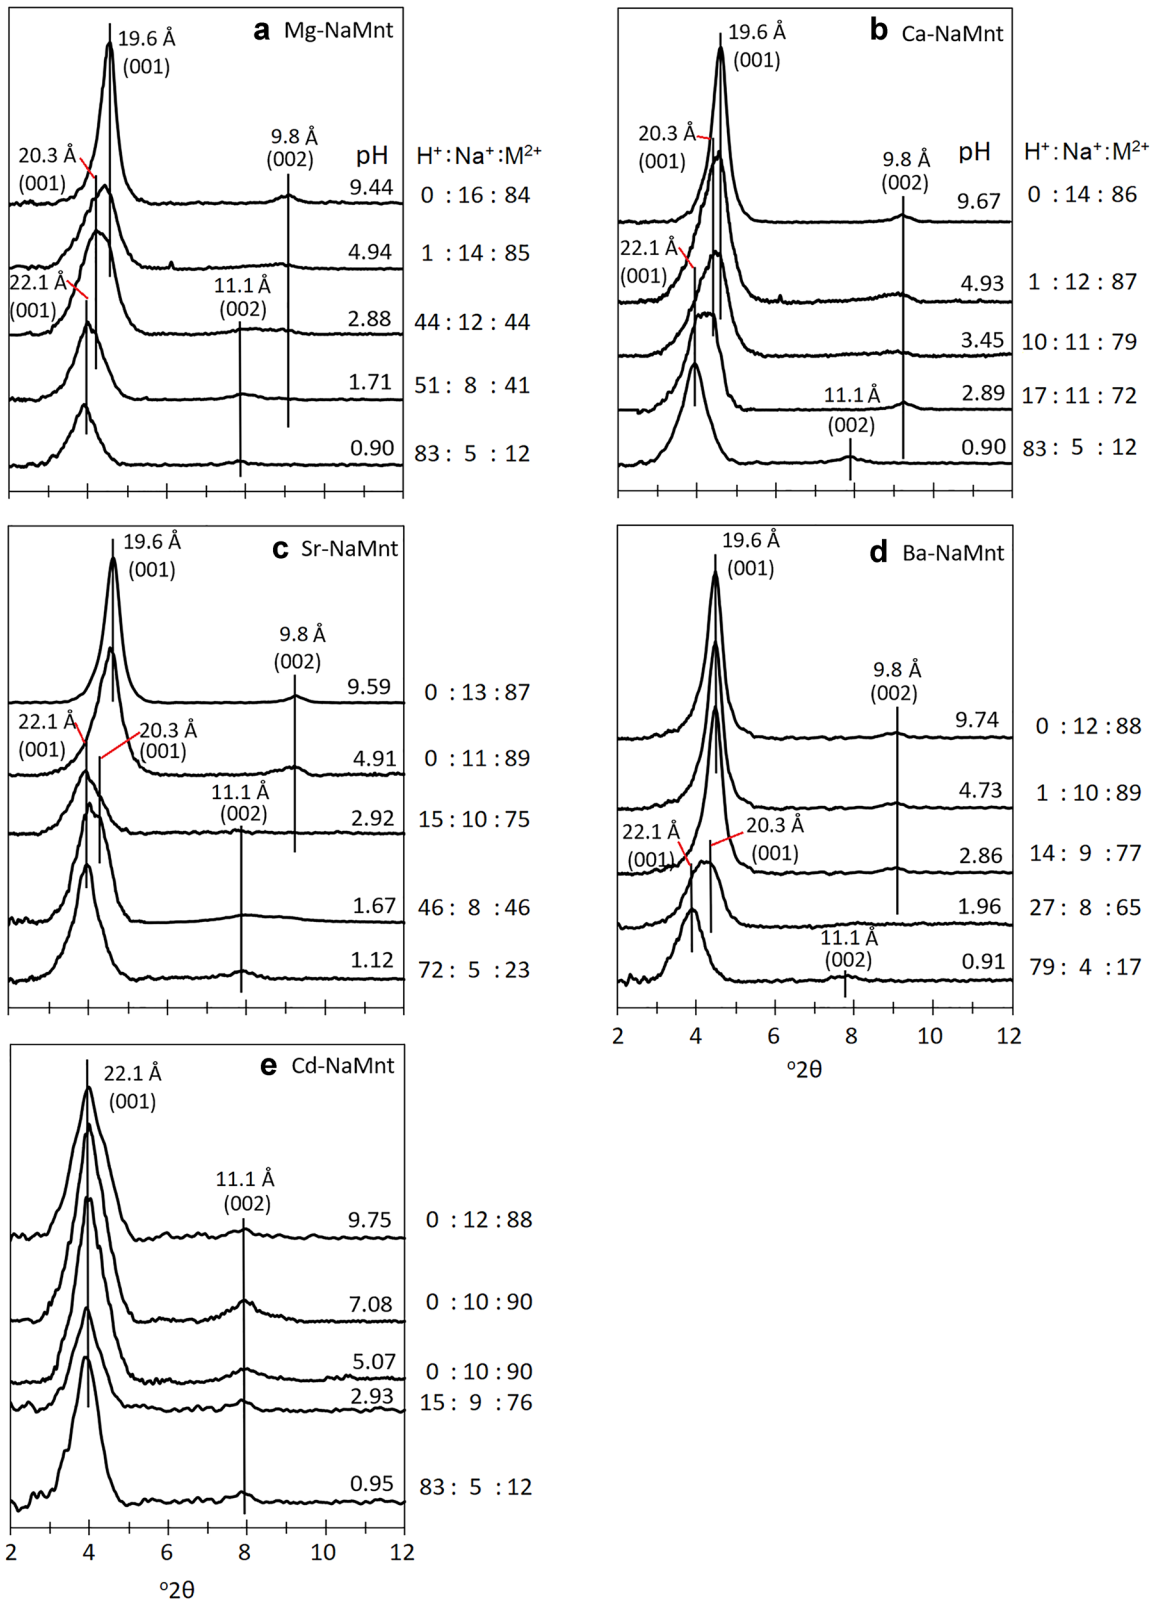 a Mg-NaMnt
19.6 Å
(001)
20.3 Å
(001)
9.8 Å
(002)
pH H⁺:Na⁺:M²⁺
9.44 0 : 16 : 84
4.94 1 : 14 : 85
22.1 Å
(001)
11.1 Å
(002)
2.88 44 : 12 : 44
1.71 51 : 8 : 41
0.90 83 : 5 : 12
b Ca-NaMnt
19.6 Å
(001)
20.3 Å
(001)
9.8 Å
(002)
pH H⁺:Na⁺:M²⁺
9.67 0 : 14 : 86
22.1 Å
(001)
4.93 1 : 12 : 87
3.45 10 : 11 : 79
2.89 17 : 11 : 72
11.1 Å
(002)
0.90 83 : 5 : 12
c Sr-NaMnt
19.6 Å
(001)
9.8 Å
(002)
9.59 0 : 13 : 87
22.1 Å
(001)
20.3 Å
(001)
4.91 0 : 11 : 89
11.1 Å
(002)
2.92 15 : 10 : 75
1.67 46 : 8 : 46
1.12 72 : 5 : 23
d Ba-NaMnt
19.6 Å
(001)
9.8 Å
(002)
9.74 0 : 12 : 88
4.73 1 : 10 : 89
22.1 Å
(001)
20.3 Å
(001)
2.86 14 : 9 : 77
1.96 27 : 8 : 65
11.1 Å
(002)
0.91 79 : 4 : 17
2 4 6 8 10 12
°2θ
e Cd-NaMnt
22.1 Å
(001)
11.1 Å
(002)
9.75 0 : 12 : 88
7.08 0 : 10 : 90
5.07 0 : 10 : 90
2.93 15 : 9 : 76
0.95 83 : 5 : 12
2 4 6 8 10 12
°2θ